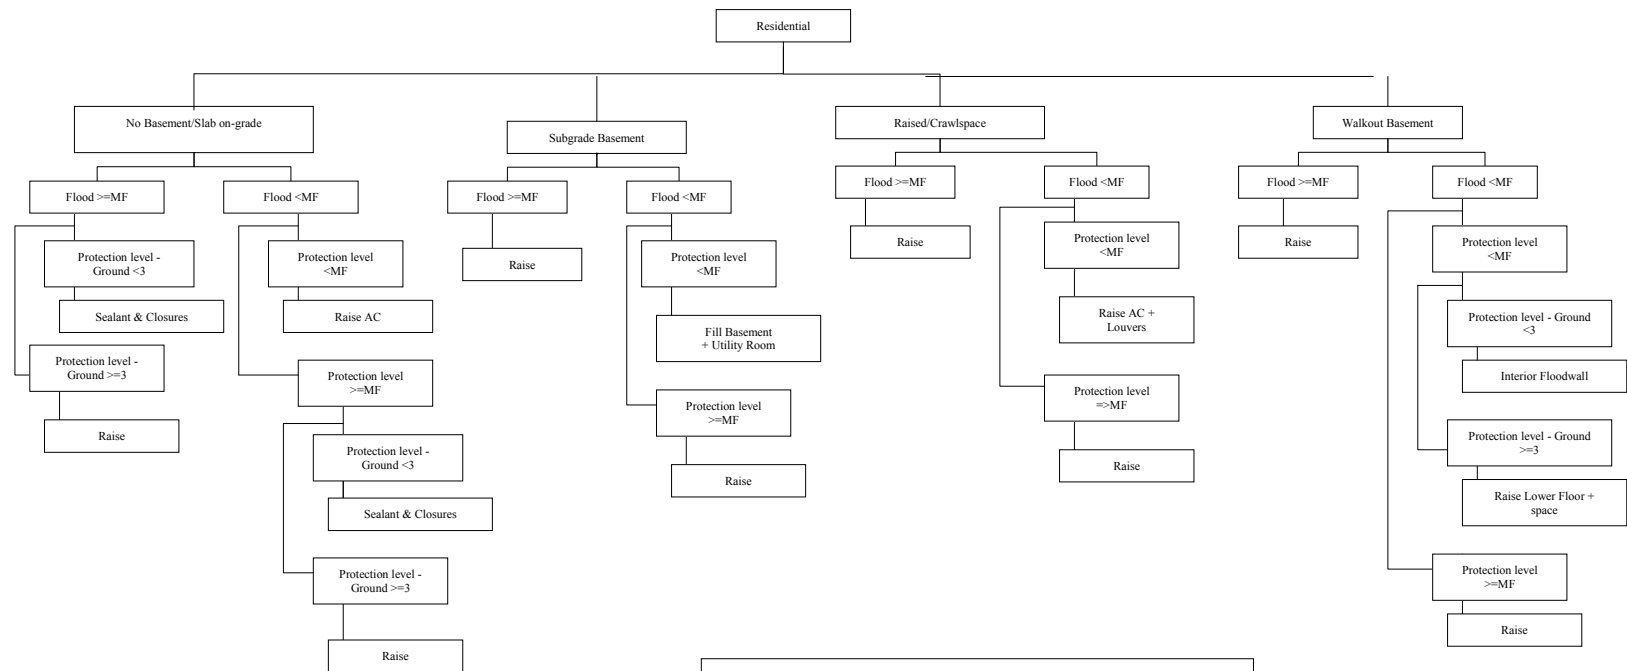 Residential
No Basement/Slab on-grade
Flood >=MF
Protection level -
Ground <3
Sealant & Closures
Protection level -
Ground >=3
Raise
Flood <MF
Protection level
<MF
Raise AC
Protection level
>=MF
Protection level -
Ground <3
Sealant & Closures
Protection level -
Ground >=3
Raise
Subgrade Basement
Flood >=MF
Raise
Flood <MF
Protection level
<MF
Fill Basement
+ Utility Room
Protection level
>=MF
Raise
Raised/Crawlspace
Flood >=MF
Raise
Flood <MF
Protection level
<MF
Raise AC +
Louvers
Protection level
=>MF
Raise
Walkout Basement
Flood >=MF
Raise
Flood <MF
Protection level
<MF
Protection level - Ground
<3
Interior Floodwall
Protection level - Ground
>=3
Raise Lower Floor +
space
Protection level
>=MF
Raise